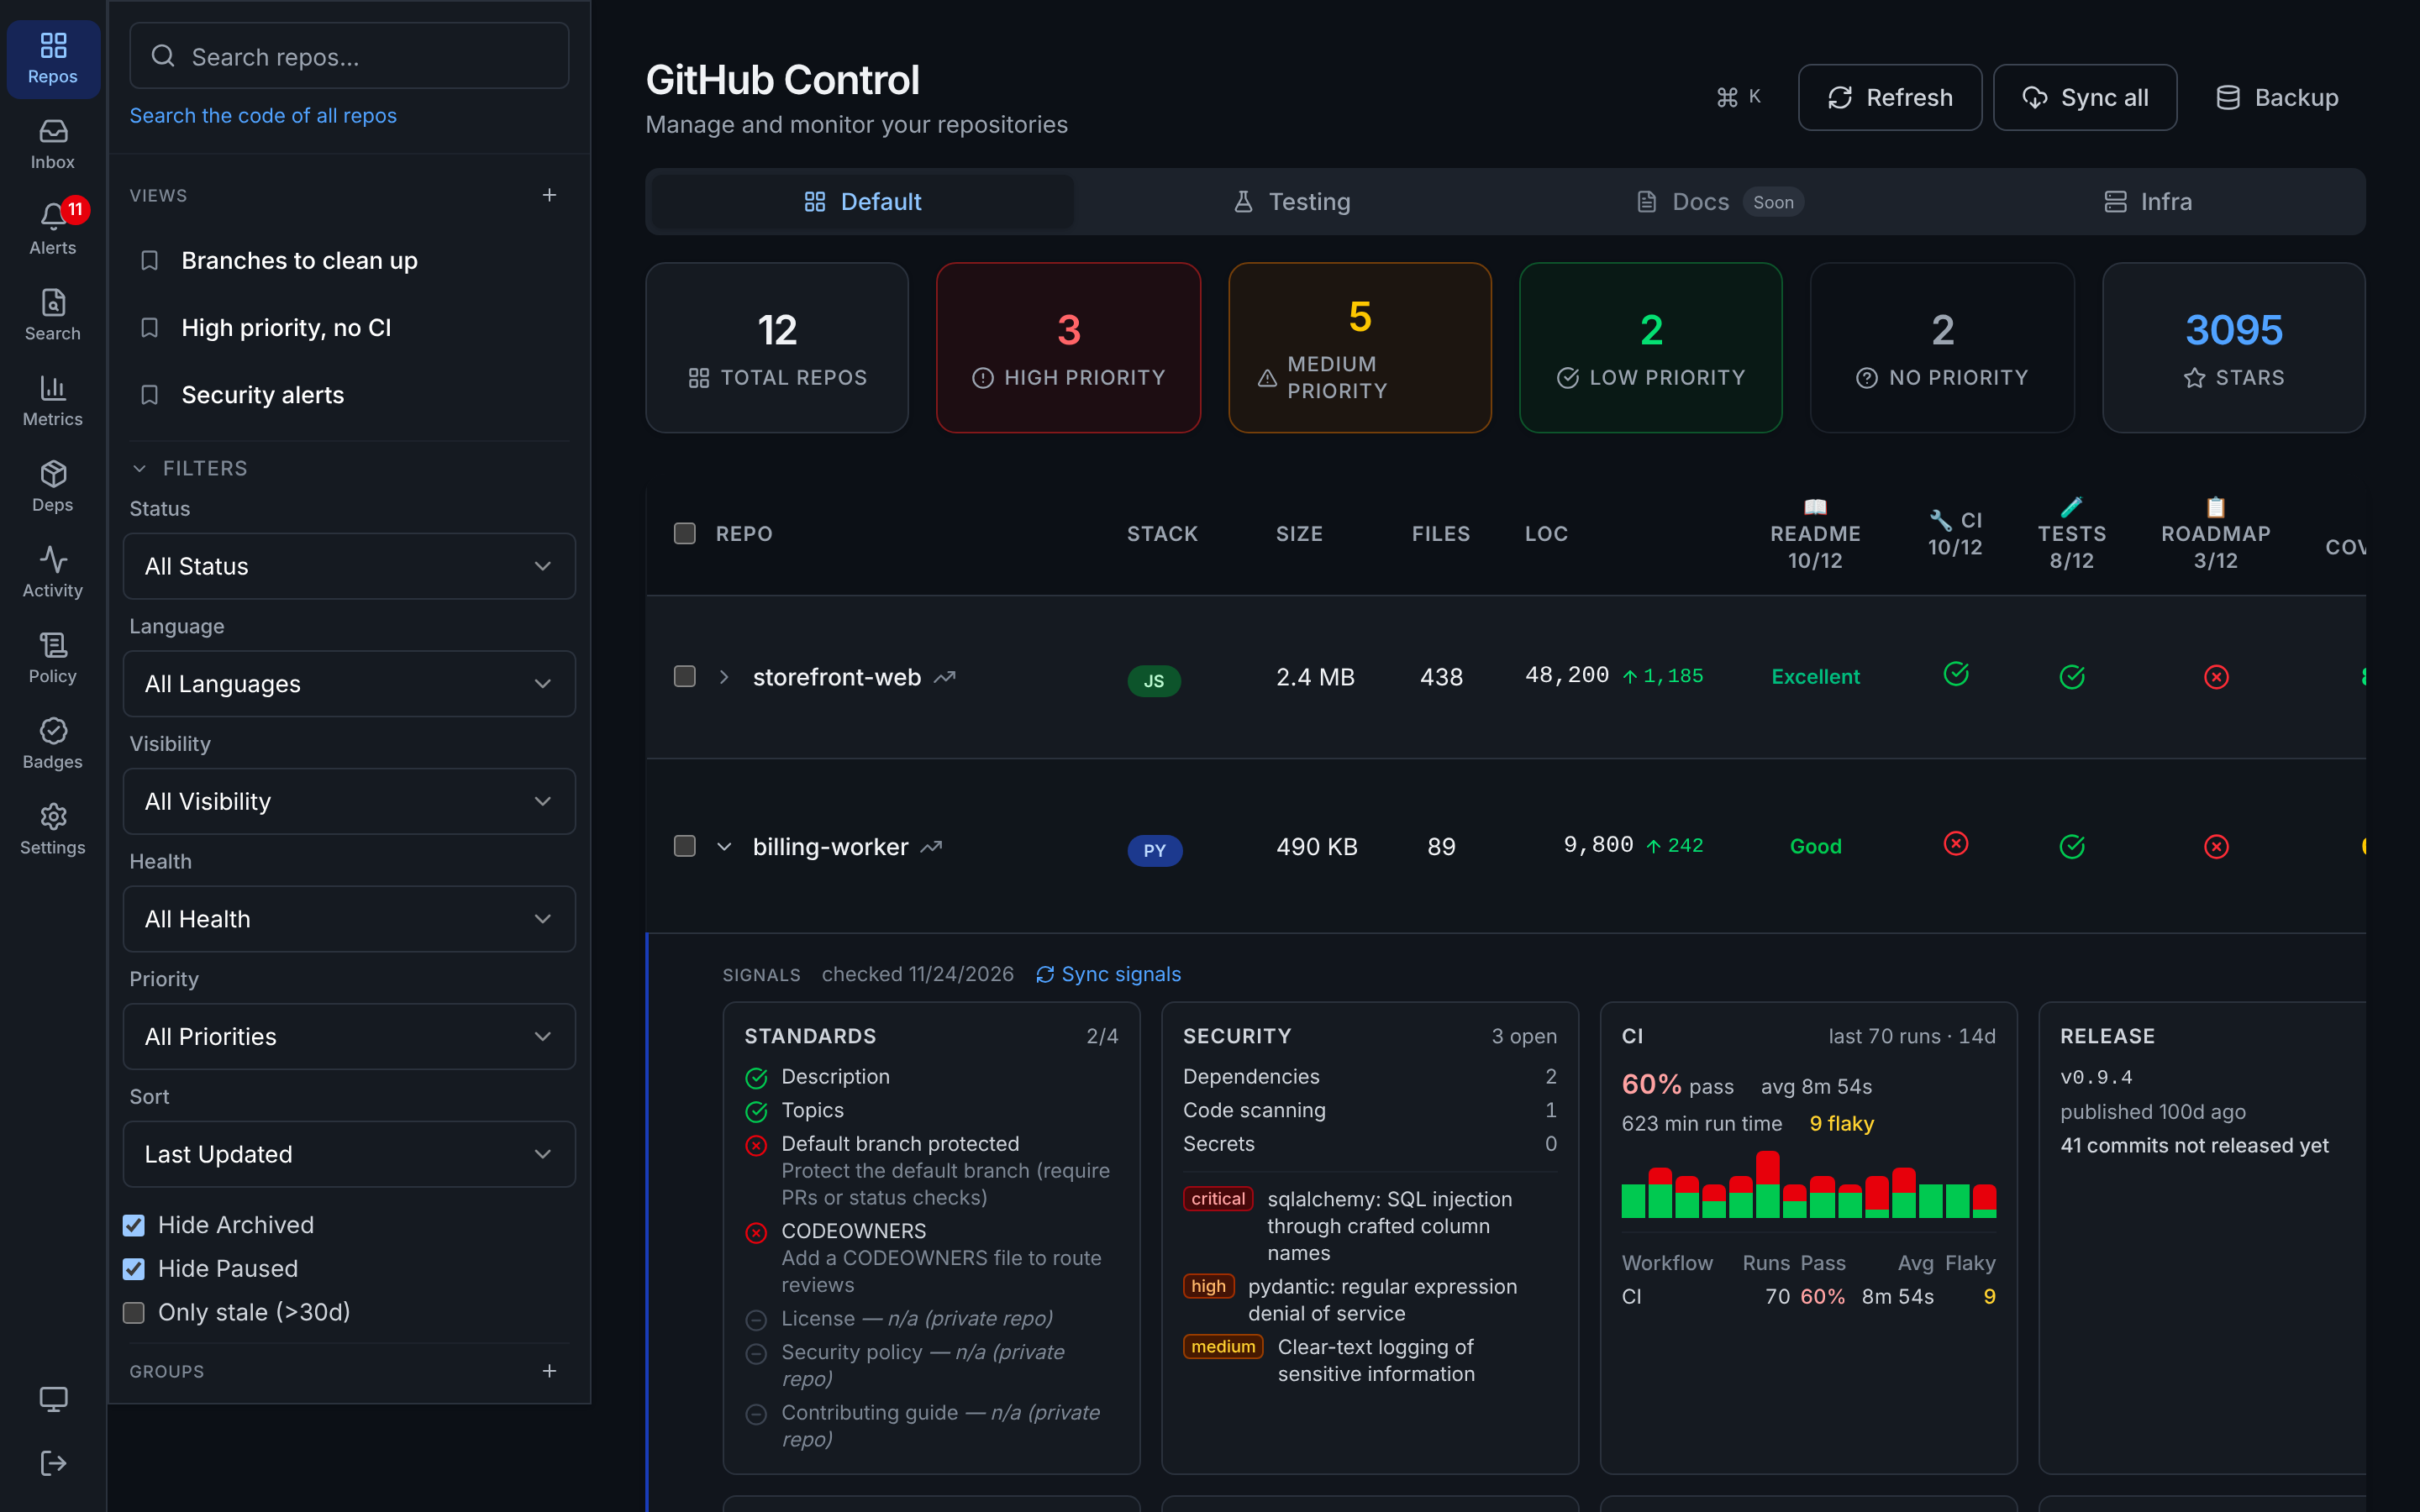 Repos
Inbox
11
Alerts
Search
Metrics
Deps
Activity
Policy
Badges
Settings
Search repos...
Search the code of all repos
VIEWS
Branches to clean up
High priority, no CI
Security alerts
FILTERS
Status
All Status
Language
All Languages
Visibility
All Visibility
Health
All Health
Priority
All Priorities
Sort
Last Updated
Hide Archived
Hide Paused
Only stale (>30d)
GROUPS
GitHub Control
Manage and monitor your repositories
⌘ K
Refresh
Sync all
Backup
Default
Testing
Docs Soon
Infra
12
TOTAL REPOS
3
HIGH PRIORITY
5
MEDIUM
PRIORITY
2
LOW PRIORITY
2
NO PRIORITY
3095
STARS
REPO STACK SIZE FILES LOC
README
10/12
CI
10/12
TESTS
8/12
ROADMAP
3/12
storefront-web JS 2.4 MB 438 48,200 ↑ 1,185 Excellent
billing-worker PY 490 KB 89 9,800 ↑ 242 Good
SIGNALS checked 11/24/2026 Sync signals
STANDARDS 2/4
Description
Topics
Default branch protected
Protect the default branch (require
PRs or status checks)
CODEOWNERS
Add a CODEOWNERS file to route
reviews
License — n/a (private repo)
Security policy — n/a (private
repo)
Contributing guide — n/a (private
repo)
SECURITY 3 open
Dependencies 2
Code scanning 1
Secrets 0
critical sqlalchemy: SQL injection
through crafted column
names
high pydantic: regular expression
denial of service
medium Clear-text logging of
sensitive information
CI last 70 runs · 14d
60% pass avg 8m 54s
623 min run time 9 flaky
Workflow Runs Pass Avg Flaky
CI 70 60% 8m 54s 9
RELEASE
v0.9.4
published 100d ago
41 commits not released yet